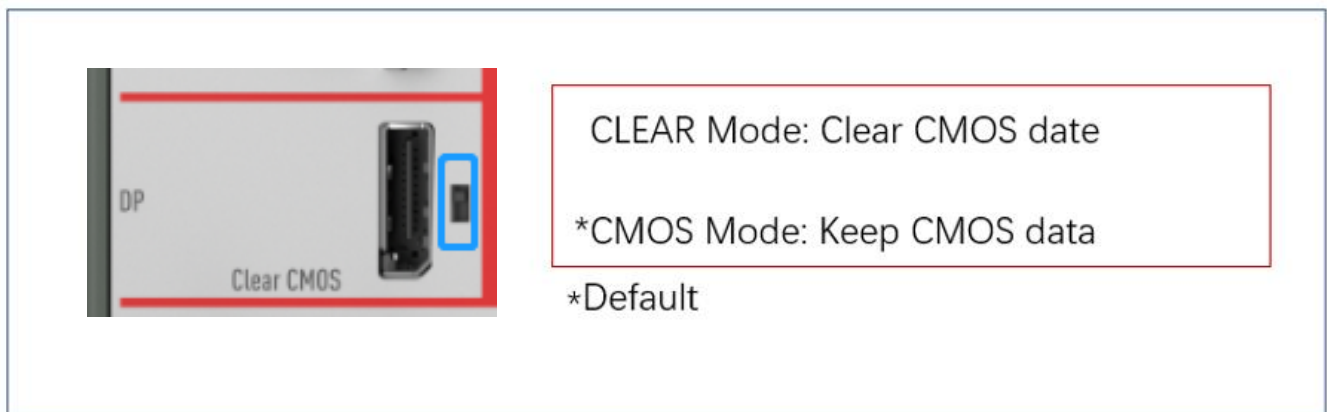 DP
Clear CMOS
CLEAR Mode: Clear CMOS date
*CMOS Mode: Keep CMOS data
*Default